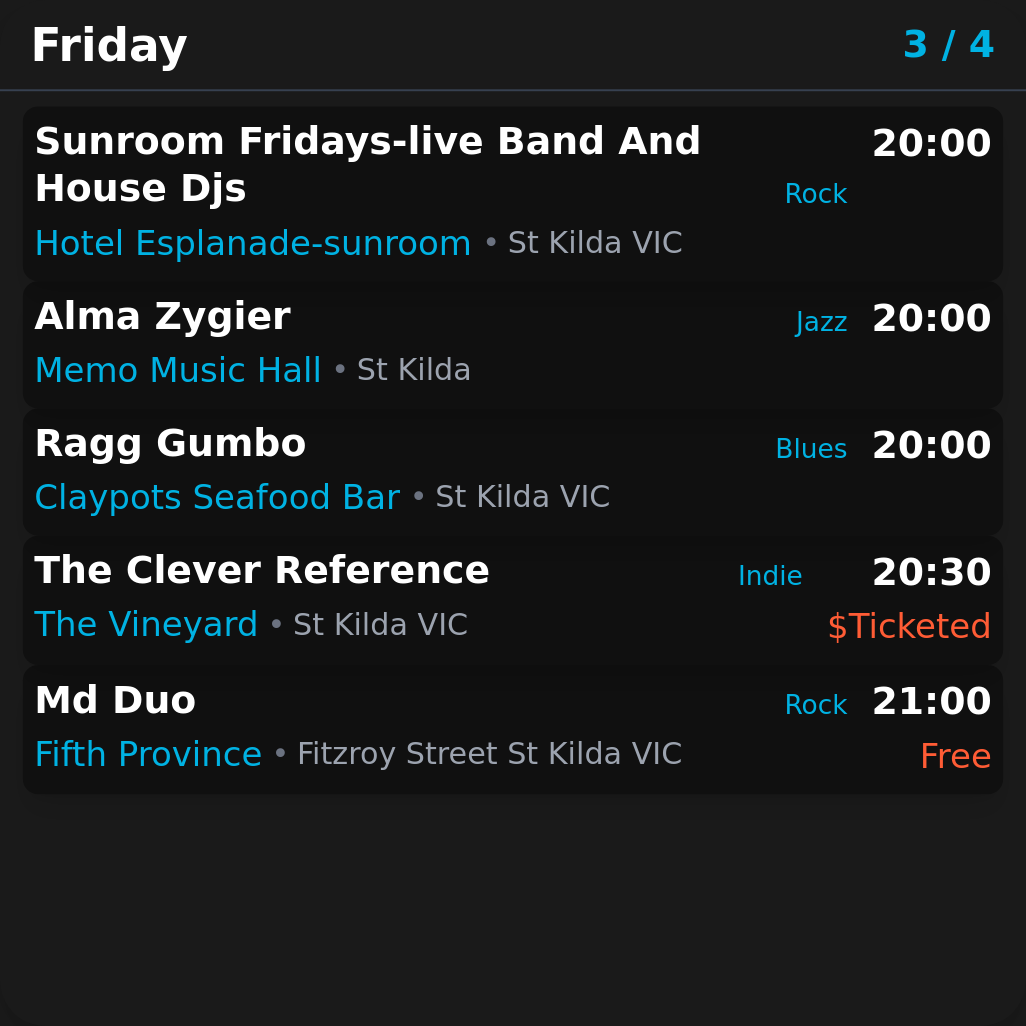 Friday 3 / 4
Sunroom Fridays-live Band And 20:00
House Djs Rock
Hotel Esplanade-sunroom • St Kilda VIC
Alma Zygier Jazz 20:00
Memo Music Hall • St Kilda
Ragg Gumbo Blues 20:00
Claypots Seafood Bar • St Kilda VIC
The Clever Reference Indie 20:30
The Vineyard • St Kilda VIC $Ticketed
Md Duo Rock 21:00
Fifth Province • Fitzroy Street St Kilda VIC Free